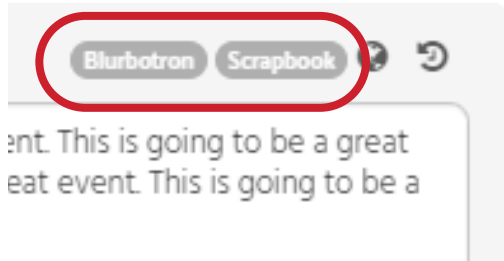 Blurbotron Scrapbook
ent. This is going to be a great
eat event. This is going to be a